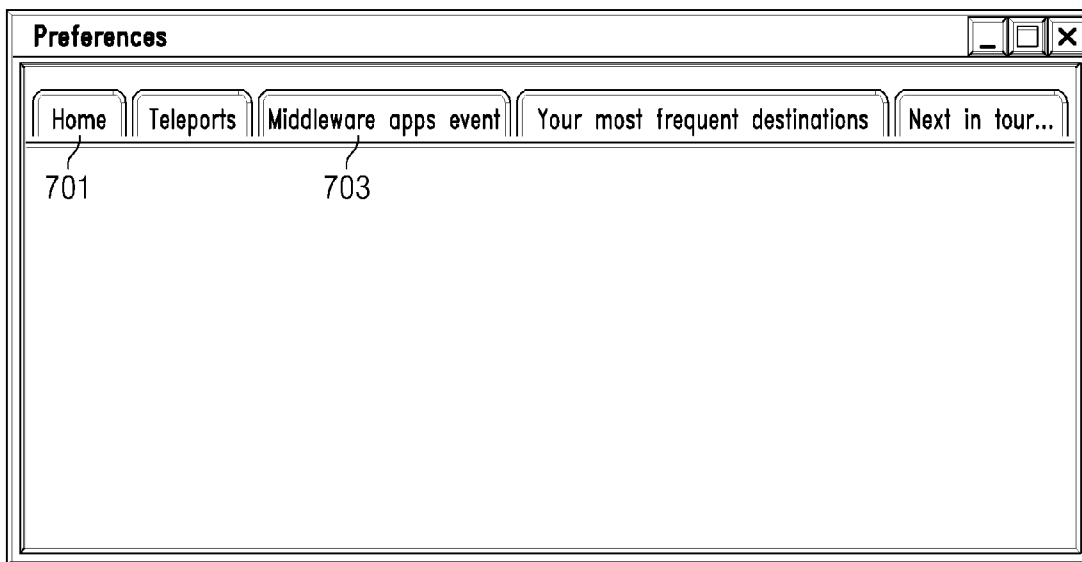 Preferences
Home Teleports Middleware apps event Your most frequent destinations Next in tour...
701 703